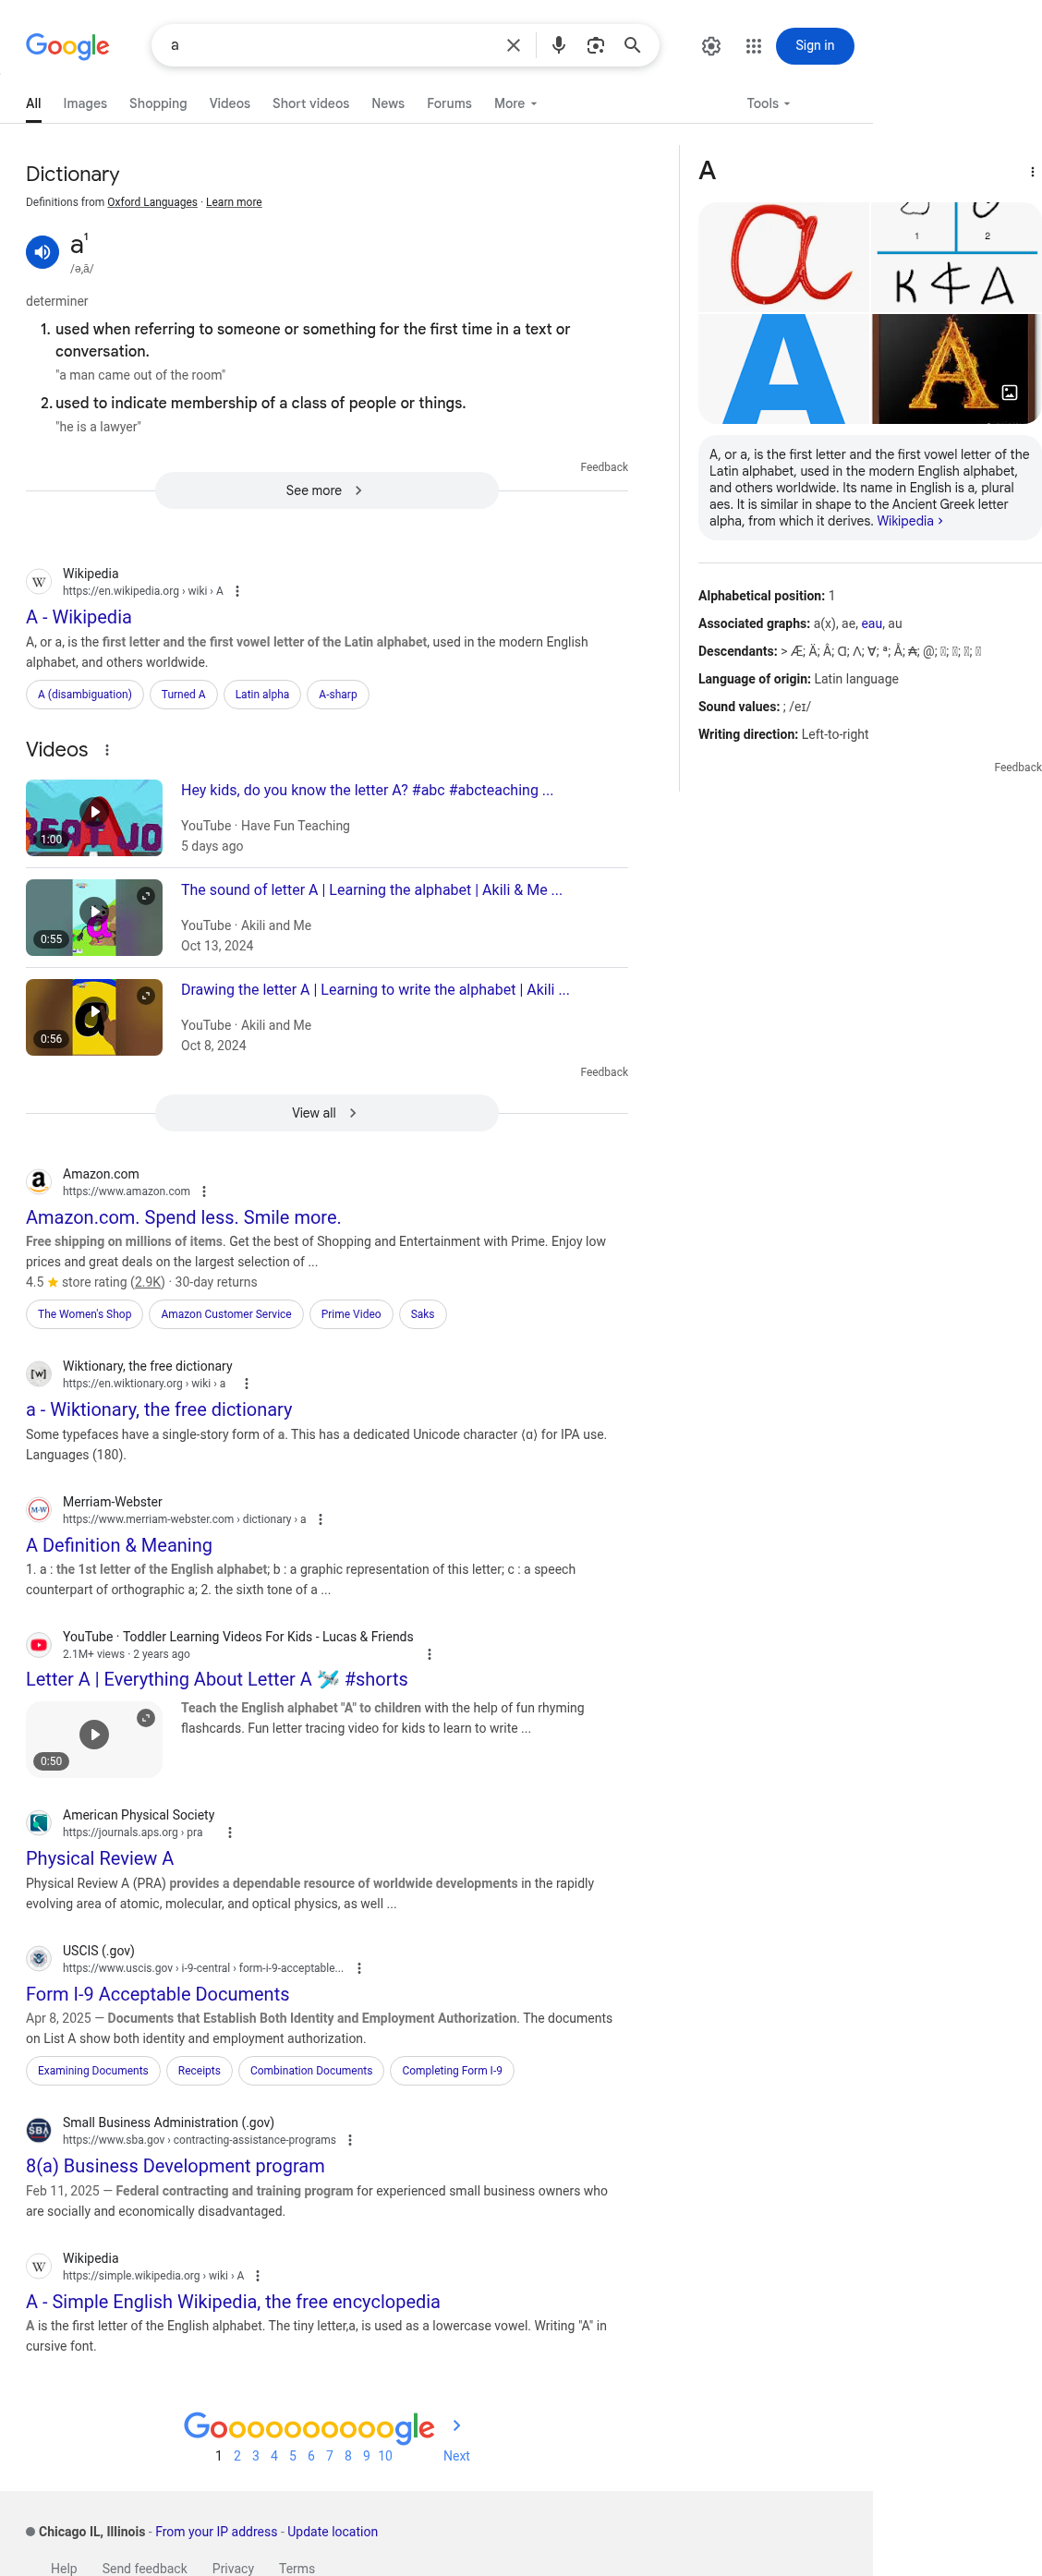 Google
a
Sign in
All Images Shopping Videos Short videos News Forums More Tools
Dictionary
Definitions from Oxford Languages · Learn more
a¹
/ə,ā/
determiner
1. used when referring to someone or something for the first time in a text or
conversation.
"a man came out of the room"
2. used to indicate membership of a class of people or things.
"he is a lawyer"
Feedback
See more
Wikipedia
https://en.wikipedia.org › wiki › A
A - Wikipedia
A, or a, is the first letter and the first vowel letter of the Latin alphabet, used in the modern English
alphabet, and others worldwide.
A (disambiguation) Turned A Latin alpha A-sharp
Videos
1:00
Hey kids, do you know the letter A? #abc #abcteaching ...
YouTube · Have Fun Teaching
5 days ago
0:55
The sound of letter A | Learning the alphabet | Akili & Me ...
YouTube · Akili and Me
Oct 13, 2024
0:56
Drawing the letter A | Learning to write the alphabet | Akili ...
YouTube · Akili and Me
Oct 8, 2024
Feedback
View all
Amazon.com
https://www.amazon.com
Amazon.com. Spend less. Smile more.
Free shipping on millions of items. Get the best of Shopping and Entertainment with Prime. Enjoy low
prices and great deals on the largest selection of ...
4.5 ★ store rating (2.9K) · 30-day returns
The Women's Shop Amazon Customer Service Prime Video Saks
Wiktionary, the free dictionary
https://en.wiktionary.org › wiki › a
a - Wiktionary, the free dictionary
Some typefaces have a single-story form of a. This has a dedicated Unicode character ⟨ɑ⟩ for IPA use.
Languages (180).
Merriam-Webster
https://www.merriam-webster.com › dictionary › a
A Definition & Meaning
1. a : the 1st letter of the English alphabet; b : a graphic representation of this letter; c : a speech
counterpart of orthographic a; 2. the sixth tone of a ...
YouTube · Toddler Learning Videos For Kids - Lucas & Friends
2.1M+ views · 2 years ago
Letter A | Everything About Letter A 🛩️ #shorts
0:50
Teach the English alphabet "A" to children with the help of fun rhyming
flashcards. Fun letter tracing video for kids to learn to write ...
American Physical Society
https://journals.aps.org › pra
Physical Review A
Physical Review A (PRA) provides a dependable resource of worldwide developments in the rapidly
evolving area of atomic, molecular, and optical physics, as well ...
USCIS (.gov)
https://www.uscis.gov › i-9-central › form-i-9-acceptable...
Form I-9 Acceptable Documents
Apr 8, 2025 — Documents that Establish Both Identity and Employment Authorization. The documents
on List A show both identity and employment authorization.
Examining Documents Receipts Combination Documents Completing Form I-9
Small Business Administration (.gov)
https://www.sba.gov › contracting-assistance-programs
8(a) Business Development program
Feb 11, 2025 — Federal contracting and training program for experienced small business owners who
are socially and economically disadvantaged.
Wikipedia
https://simple.wikipedia.org › wiki › A
A - Simple English Wikipedia, the free encyclopedia
A is the first letter of the English alphabet. The tiny letter,a, is used as a lowercase vowel. Writing "A" in
cursive font.
A
a
1 2
K & A
A
A
A, or a, is the first letter and the first vowel letter of the
Latin alphabet, used in the modern English alphabet,
and others worldwide. Its name in English is a, plural
aes. It is similar in shape to the Ancient Greek letter
alpha, from which it derives. Wikipedia ›
Alphabetical position: 1
Associated graphs: a(x), ae, eau, au
Descendants: > Æ; Ä; Â; Ɑ; Λ; Ɐ; ª; Å; ₳; @;
Language of origin: Latin language
Sound values: ; /eɪ/
Writing direction: Left-to-right
Feedback
Goooooooooogle
1 2 3 4 5 6 7 8 9 10 Next
Chicago IL, Illinois - From your IP address - Update location
Help Send feedback Privacy Terms